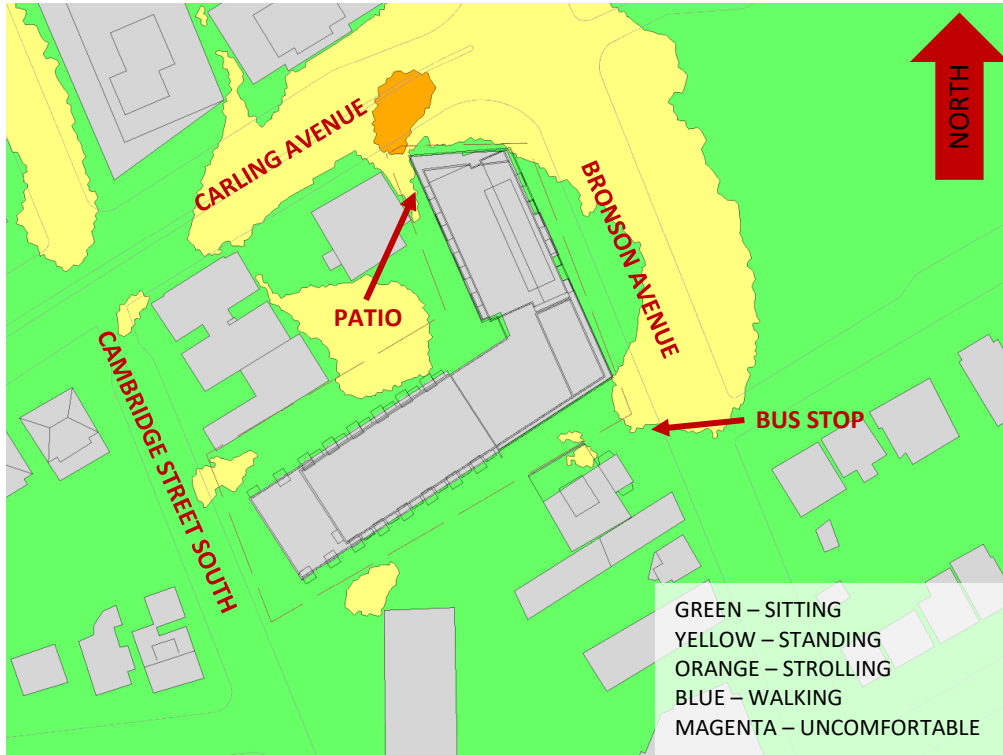 NORTH
CARLING AVENUE
BRONSON AVENUE
PATIO
CAMBRIDGE STREET SOUTH
BUS STOP
GREEN – SITTING
YELLOW – STANDING
ORANGE – STROLLING
BLUE – WALKING
MAGENTA – UNCOMFORTABLE